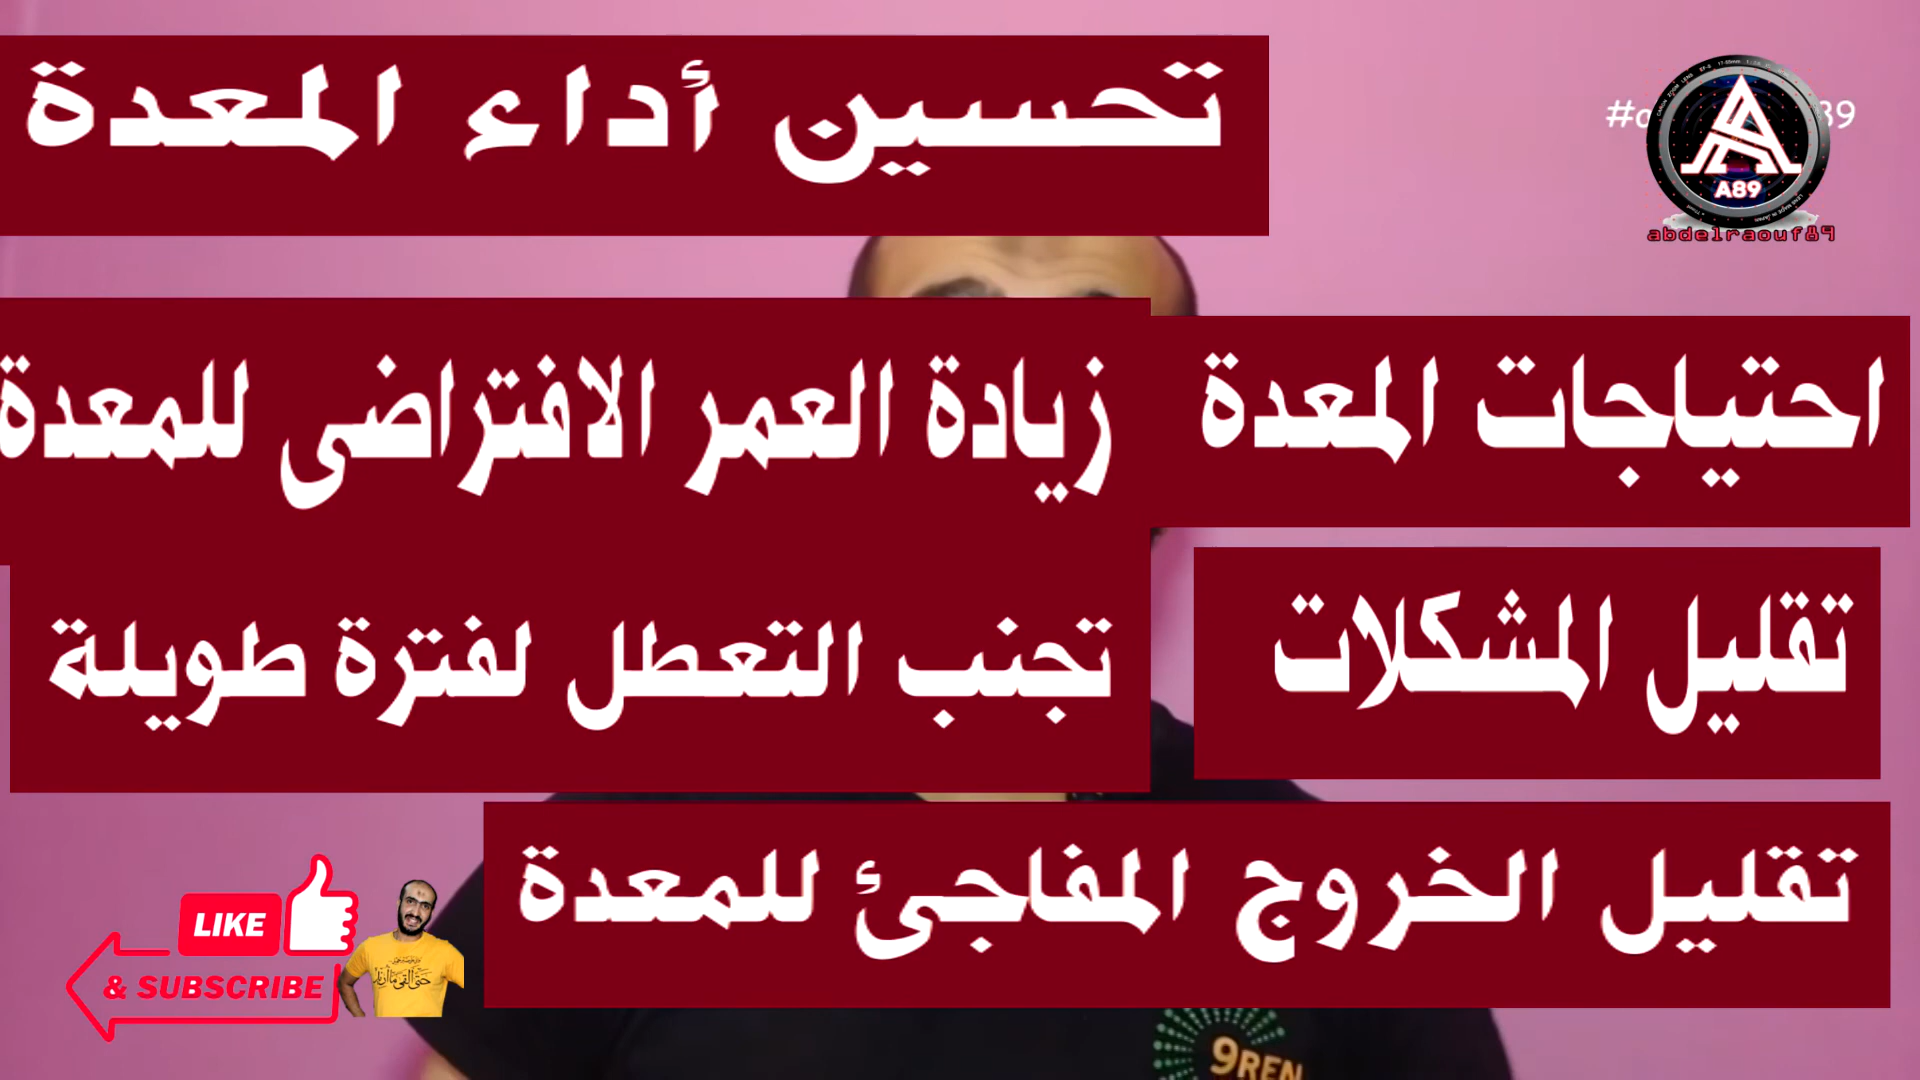 تحسين أداء المعدة
A89
abdelraouf89
احتياجات المعدة
زيادة العمر الافتراضى للمعدة
تقليل المشكلات
تجنب التعطل لفترة طويلة
تقليل الخروج المفاجئ للمعدة
LIKE
& SUBSCRIBE
9REN